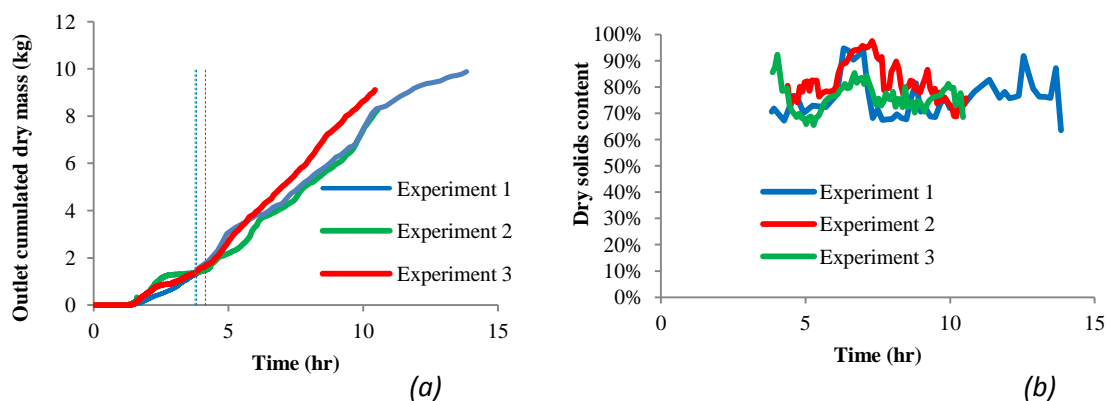 Outlet cumulated dry mass (kg)
12
10
8
6
4
2
0
0 5 10 15
Time (hr)
Experiment 1
Experiment 2
Experiment 3
(a)
Dry solids content
100%
90%
80%
70%
60%
50%
40%
30%
20%
10%
0%
0 5 10 15
Time (hr)
Experiment 1
Experiment 2
Experiment 3
(b)